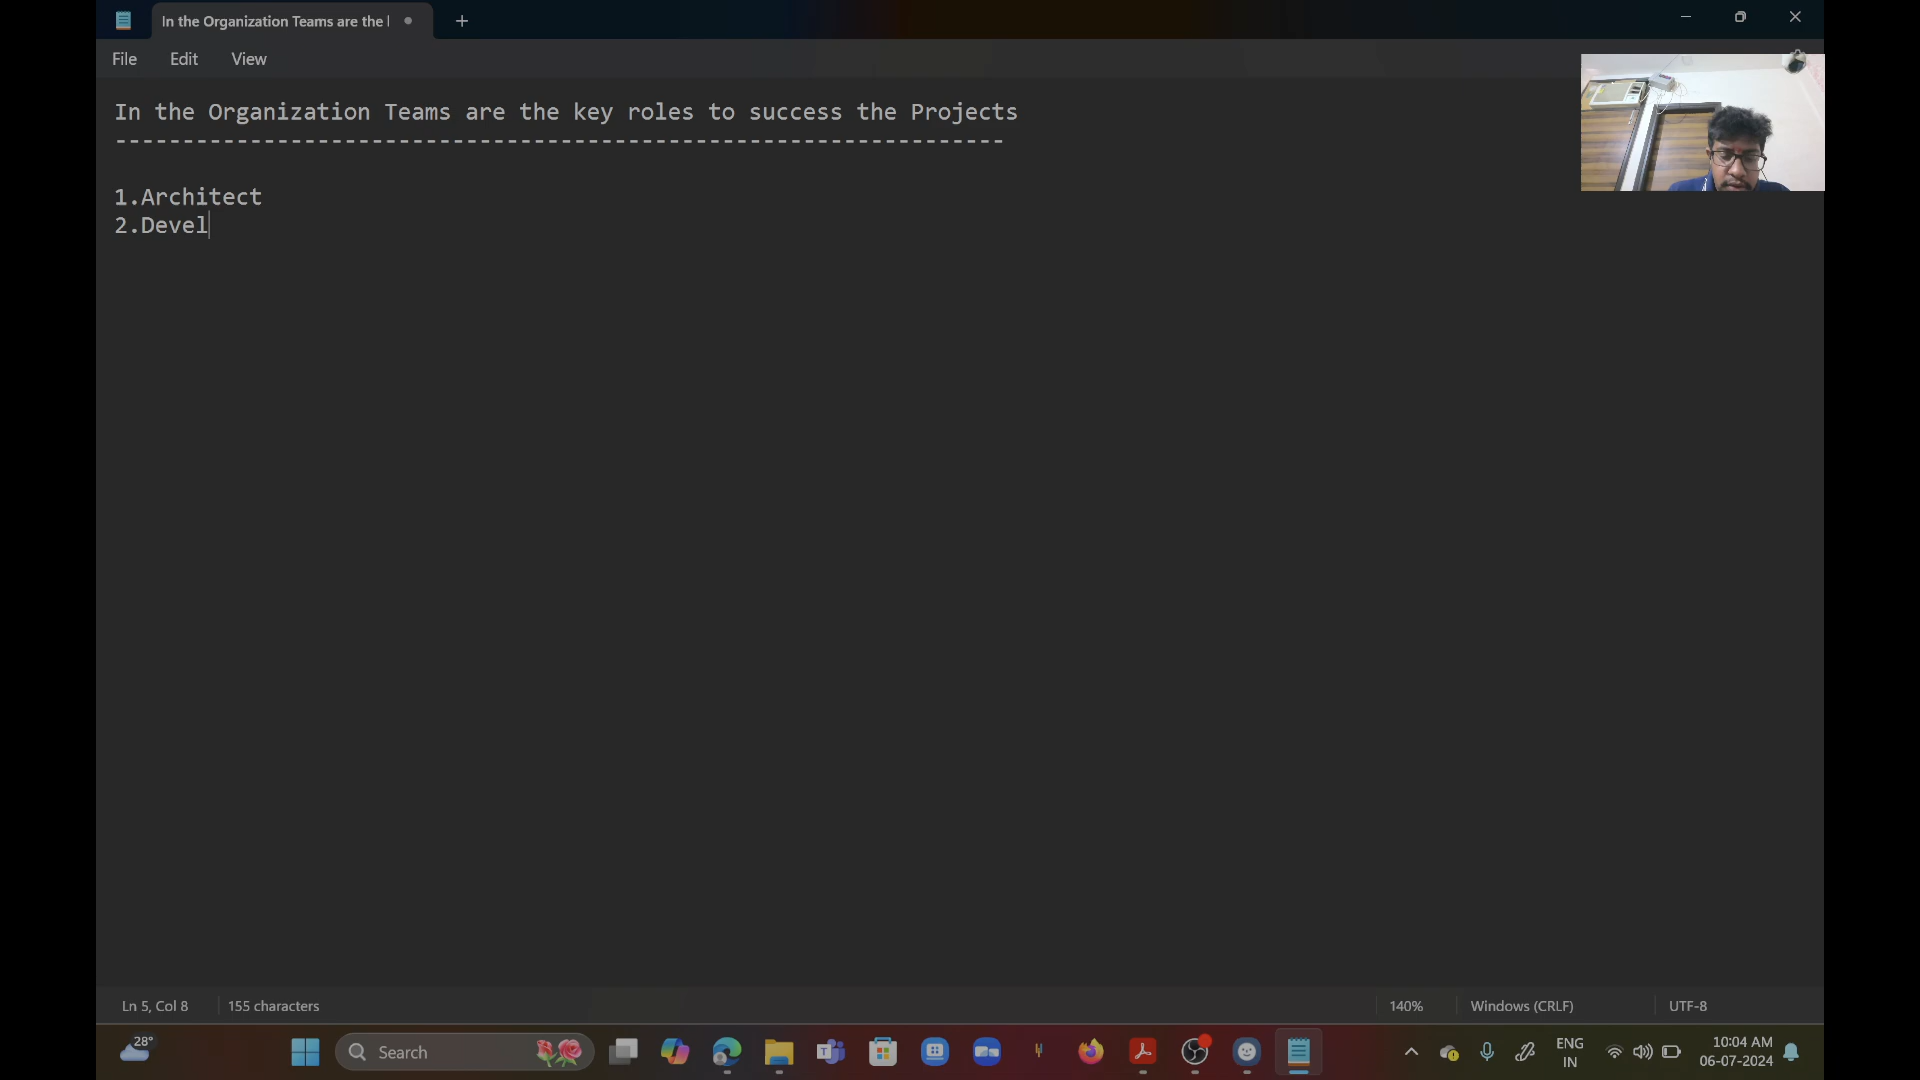 In the Organization Teams are the
File Edit View
In the Organization Teams are the key roles to success the Projects
------------------------------------------------------------------
1.Architect
2.Devel
Ln 5, Col 8 155 characters 140% Windows (CRLF) UTF-8
28° Search ENG 10:04 AM
IN 06-07-2024